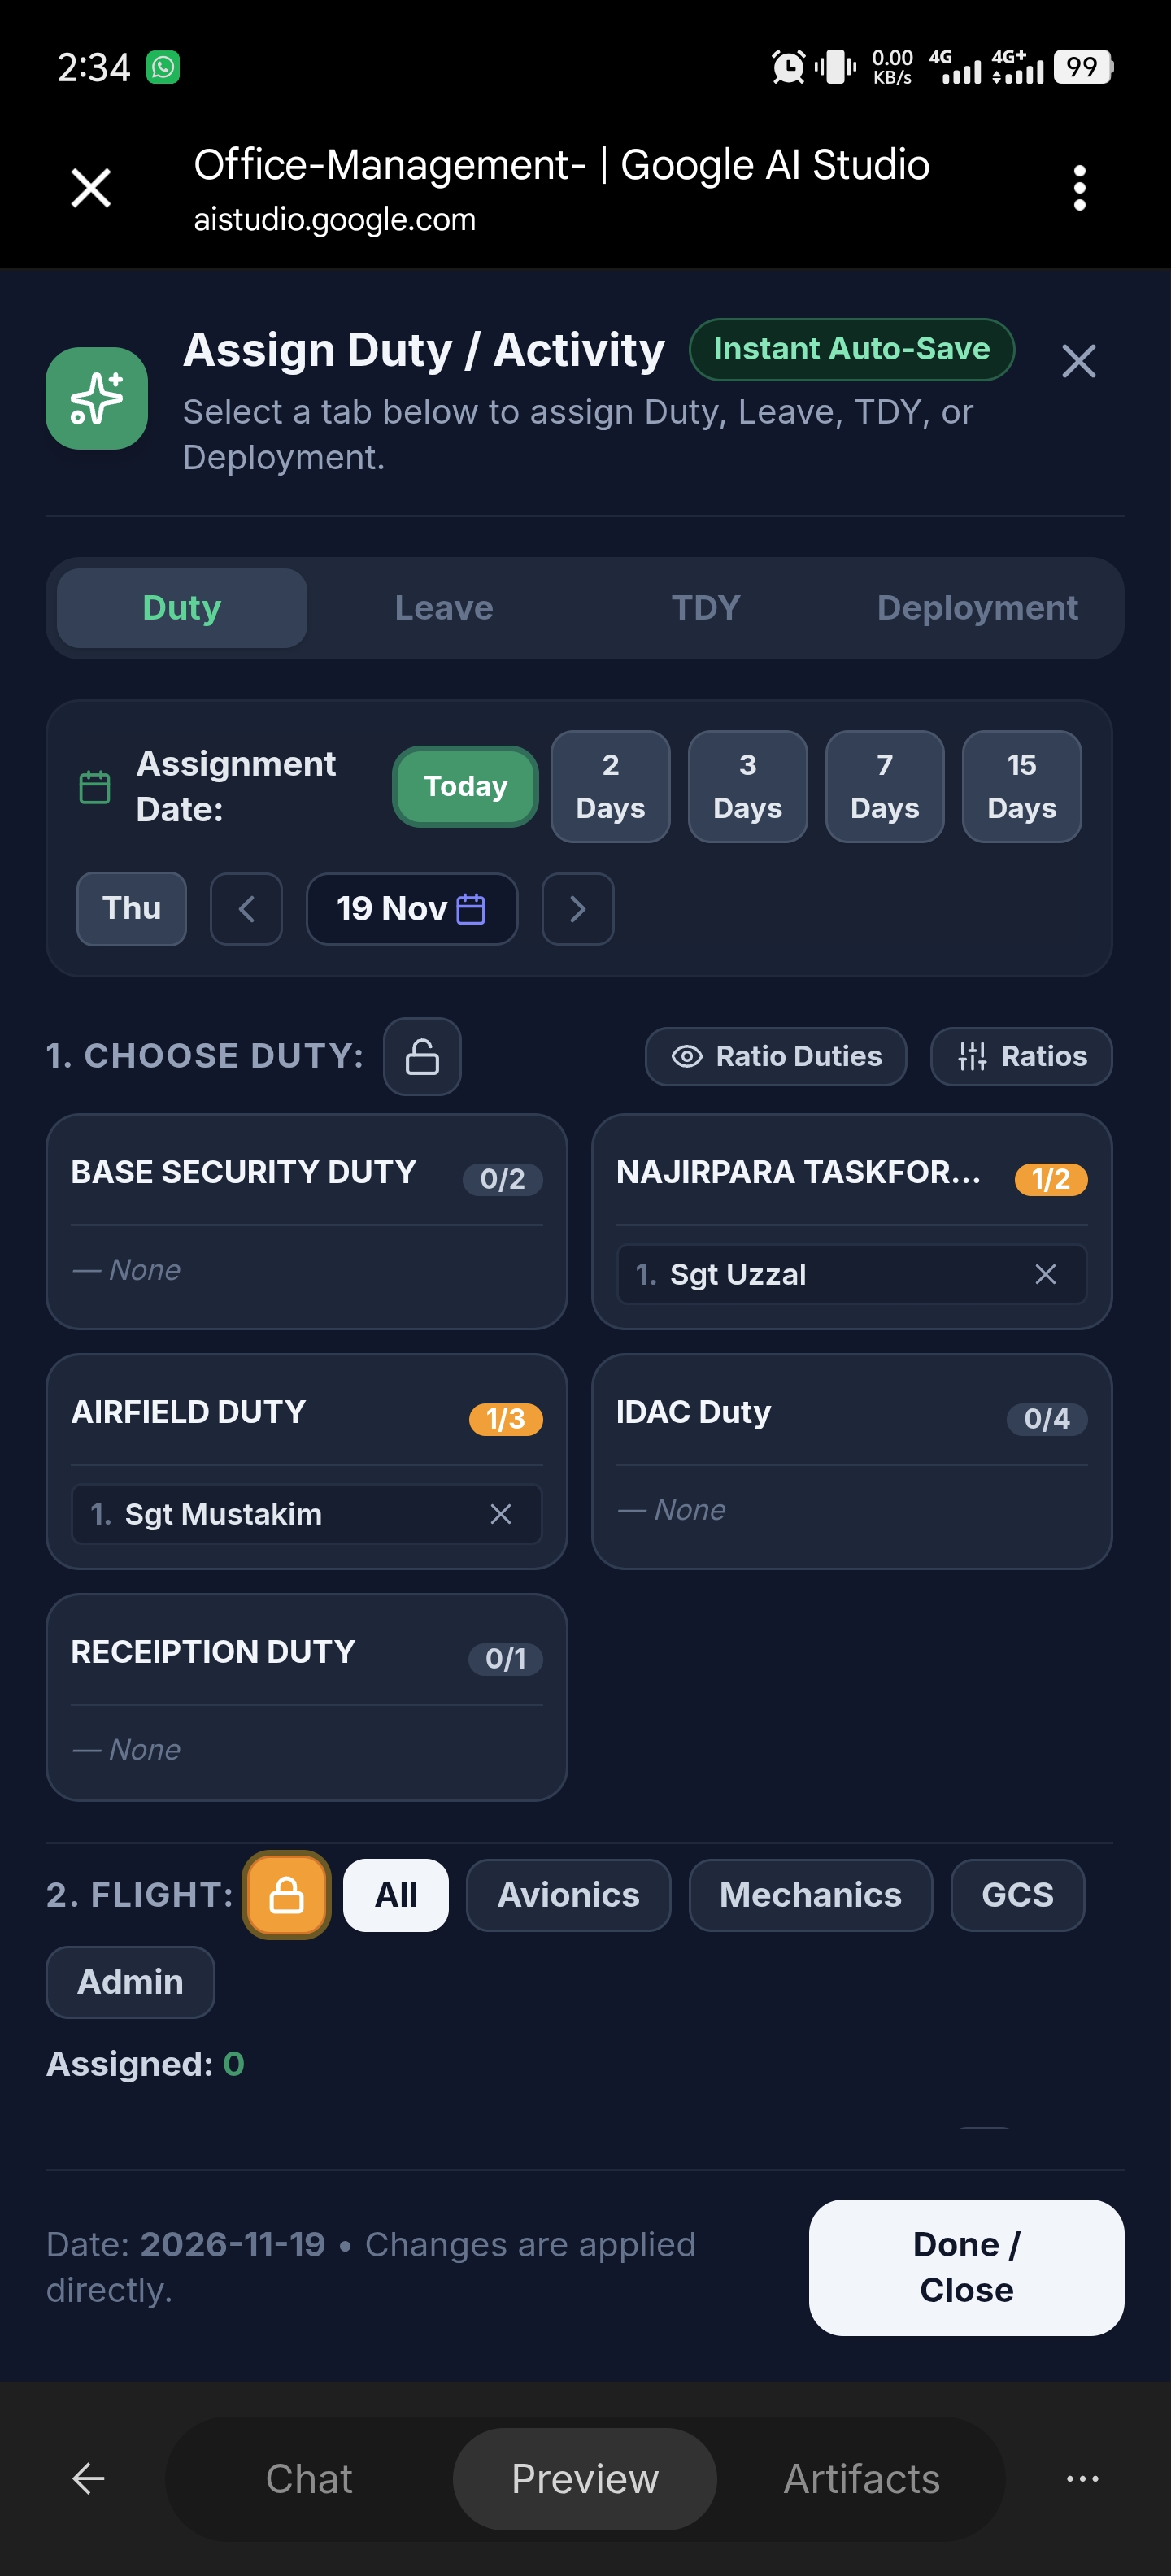 2:34
0.00 KB/s 4G 4G+ 99
Office-Management- | Google AI Studio
aistudio.google.com
Assign Duty / Activity Instant Auto-Save
Select a tab below to assign Duty, Leave, TDY, or
Deployment.
Duty Leave TDY Deployment
Assignment
Date:
Today
2
Days
3
Days
7
Days
15
Days
Thu 19 Nov
1. CHOOSE DUTY: Ratio Duties Ratios
BASE SECURITY DUTY 0/2
— None
NAJIRPARA TASKFOR... 1/2
1. Sgt Uzzal
AIRFIELD DUTY 1/3
1. Sgt Mustakim
IDAC Duty 0/4
— None
RECEIPTION DUTY 0/1
— None
2. FLIGHT: All Avionics Mechanics GCS
Admin
Assigned: 0
Date: 2026-11-19 • Changes are applied
directly.
Done /
Close
Chat Preview Artifacts